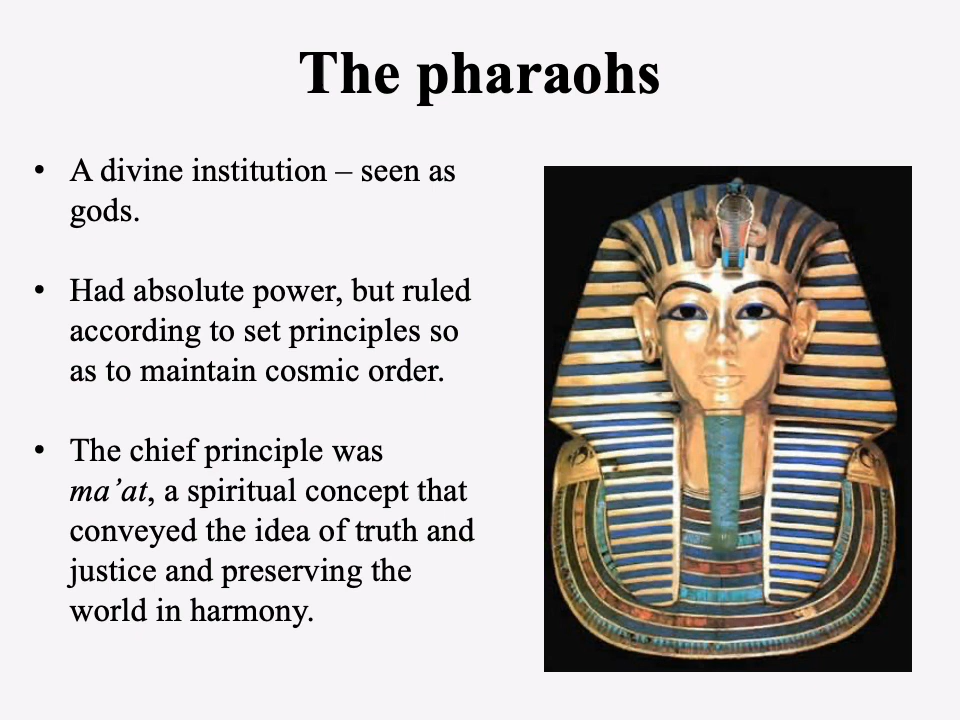 The pharaohs
• A divine institution – seen as
gods.
• Had absolute power, but ruled
according to set principles so
as to maintain cosmic order.
• The chief principle was
ma’at, a spiritual concept that
conveyed the idea of truth and
justice and preserving the
world in harmony.